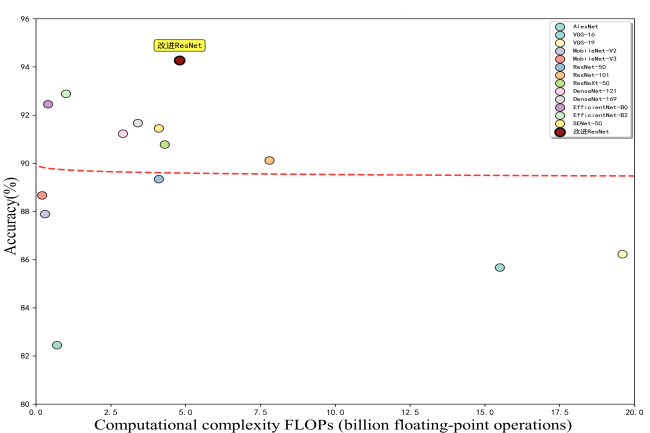 96
94
92
90
88
86
84
82
80
Accuracy(%)
改进ResNet
AlexNet
VGG-16
VGG-19
MobileNet-V2
MobileNet-V3
ResNet-50
ResNet-101
ResNeXt-50
DenseNet-121
DenseNet-169
EfficientNet-B0
EfficientNet-B2
SENet-50
改进ResNet
0.0 2.5 5.0 7.5 10.0 12.5 15.0 17.5 20.0
Computational complexity FLOPs (billion floating-point operations)